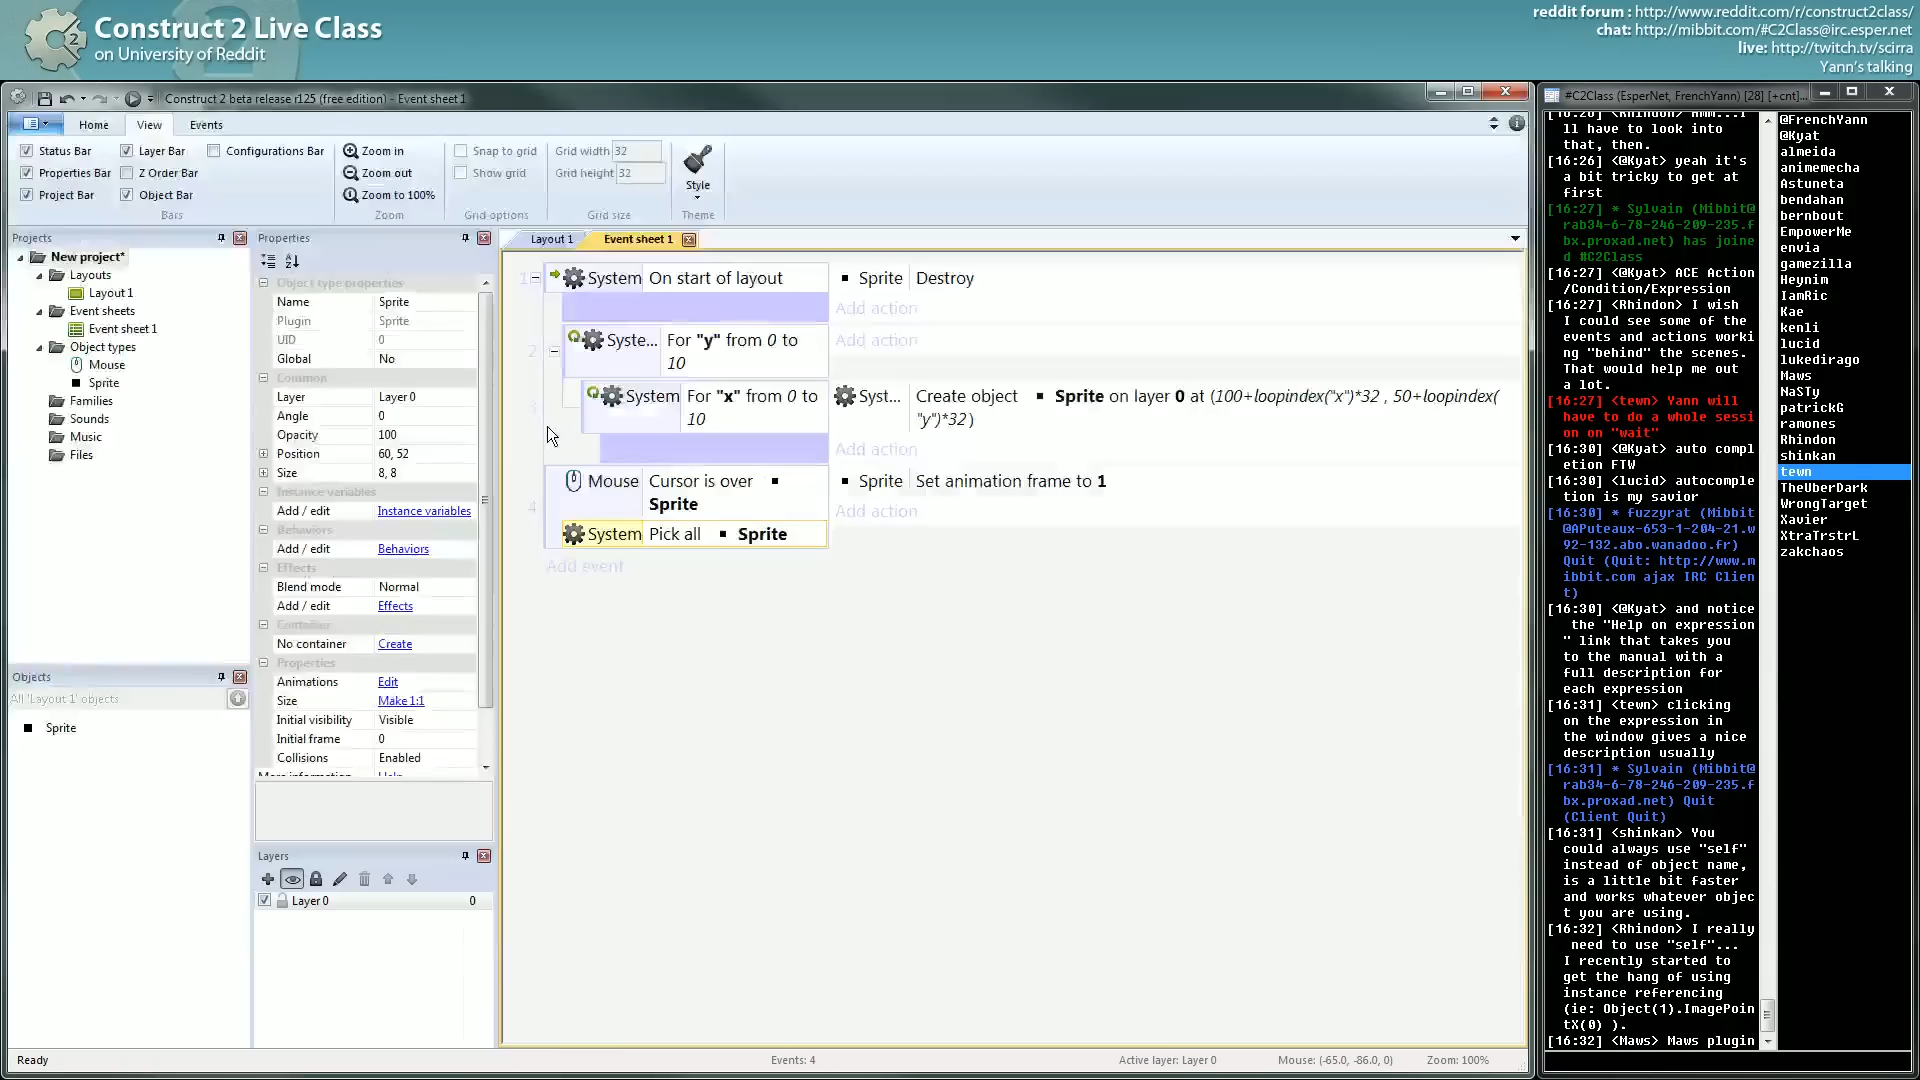 Construct 2 Live Class
on University of Reddit
reddit forum : http://www.reddit.com/r/construct2class/
chat: http://mibbit.com/#C2Class@irc.esper.net
live: http://twitch.tv/scirra
Yann's talking
Construct 2 beta release r125 (free edition) - Event sheet 1
Home View Events
Status Bar Layer Bar Configurations Bar
Properties Bar Z Order Bar
Project Bar Object Bar
Bars
Zoom in
Zoom out
Zoom to 100%
Zoom
Snap to grid
Show grid
Grid options
Grid width 32
Grid height 32
Grid size
Style
Theme
Projects
New project*
Layouts
Layout 1
Event sheets
Event sheet 1
Object types
Mouse
Sprite
Families
Sounds
Music
Files
Objects
All 'Layout 1' objects
Sprite
Properties
Object type properties
Name Sprite
Plugin Sprite
UID 0
Global No
Common
Layer Layer 0
Angle 0
Opacity 100
Position 60, 52
Size 8, 8
Instance variables
Add / edit Instance variables
Behaviors
Add / edit Behaviors
Effects
Blend mode Normal
Add / edit Effects
Container
No container Create
Properties
Animations Edit
Size Make 1:1
Initial visibility Visible
Initial frame 0
Collisions Enabled
More information Help
Layers
Layer 0 0
Layout 1 Event sheet 1
1 System On start of layout Sprite Destroy
Add action
2 Syste... For "y" from 0 to
10
Add action
3 System For "x" from 0 to
10
Syst... Create object Sprite on layer 0 at (100+loopindex("x")*32 , 50+loopindex(
"y")*32)
Add action
4 Mouse Cursor is over
Sprite
Sprite Set animation frame to 1
Add action
System Pick all Sprite
Add event
Ready Events: 4 Active layer: Layer 0 Mouse: (-65.0, -86.0, 0) Zoom: 100%
#C2Class (EsperNet, FrenchYann) [28] [+cnt]...
ll have to look into
that, then.
[16:26] <@Kyat> yeah it's
a bit tricky to get at
first
[16:27] * Sylvain (Mibbit@
rab34-6-78-246-209-235.f
bx.proxad.net) has joine
d #C2Class
[16:27] <@Kyat> ACE Action
/Condition/Expression
[16:27] <Rhindon> I wish
I could see some of the
events and actions worki
ng "behind" the scenes.
That would help me out
a lot.
[16:27] <tewn> Yann will
have to do a whole sessi
on on "wait"
[16:30] <@Kyat> auto compl
etion FTW
[16:30] <lucid> autocomple
tion is my savior
[16:30] * fuzzyrat (Mibbit
@APuteaux-653-1-204-21.w
92-132.abo.wanadoo.fr)
Quit (Quit: http://www.m
ibbit.com ajax IRC Clien
t)
[16:30] <@Kyat> and notice
the "Help on expression
" link that takes you
to the manual with a
full description for
each expression
[16:31] <tewn> clicking
on the expression in
the window gives a nice
description usually
[16:31] * Sylvain (Mibbit@
rab34-6-78-246-209-235.f
bx.proxad.net) Quit
(Client Quit)
[16:31] <shinkan> You
could always use "self"
instead of object name,
is a little bit faster
and works whatever objec
t you are using.
[16:32] <Rhindon> I really
need to use "self"...
I recently started to
get the hang of using
instance referencing
(ie: Object(1).ImagePoi
ntX(0) ).
[16:32] <Maws> Maws plugin
@FrenchYann
@Kyat
almeida
animemecha
Astuneta
bendahan
bernbout
EmpowerMe
envia
gamezilla
Heynim
IamRic
Kae
kenli
lucid
lukedirago
Maws
NaSTy
patrickG
ramones
Rhindon
shinkan
tewn
TheUberDark
WrongTarget
Xavier
XtraTrstrL
zakchaos